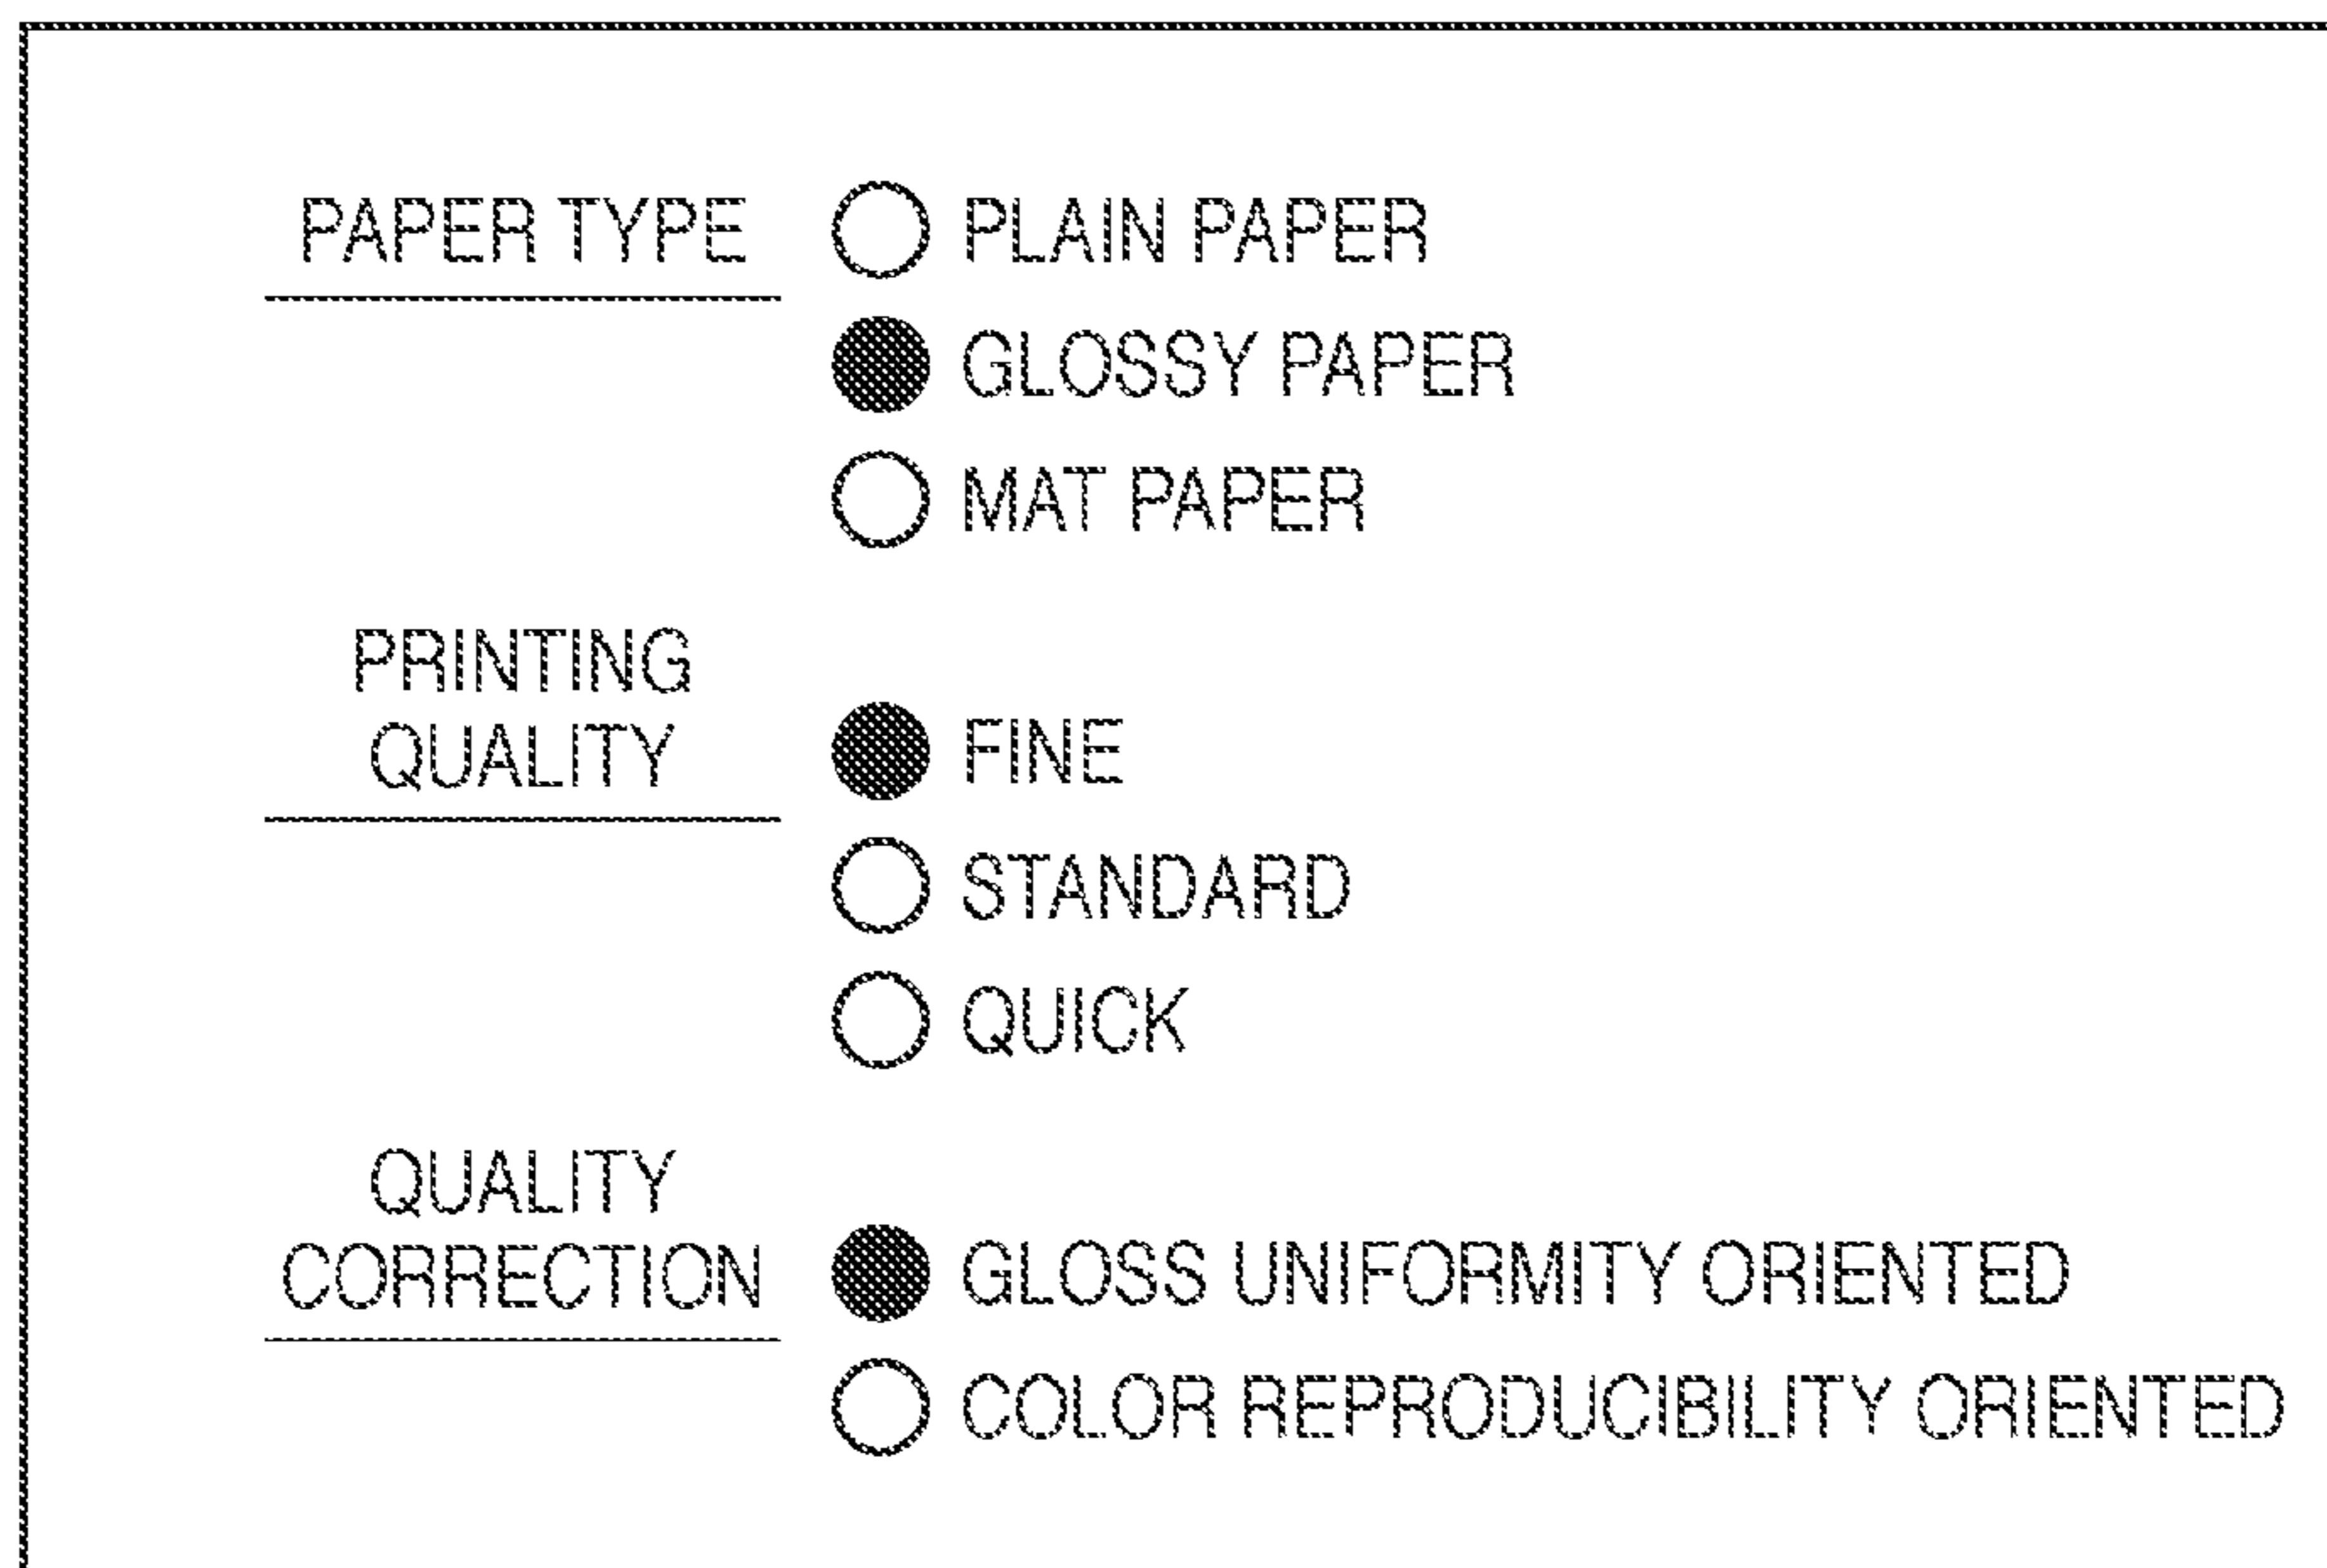 PAPER TYPE PLAIN PAPER
GLOSSY PAPER
MAT PAPER
PRINTING
QUALITY FINE
STANDARD
QUICK
QUALITY
CORRECTION GLOSS UNIFORMITY ORIENTED
COLOR REPRODUCIBILITY ORIENTED